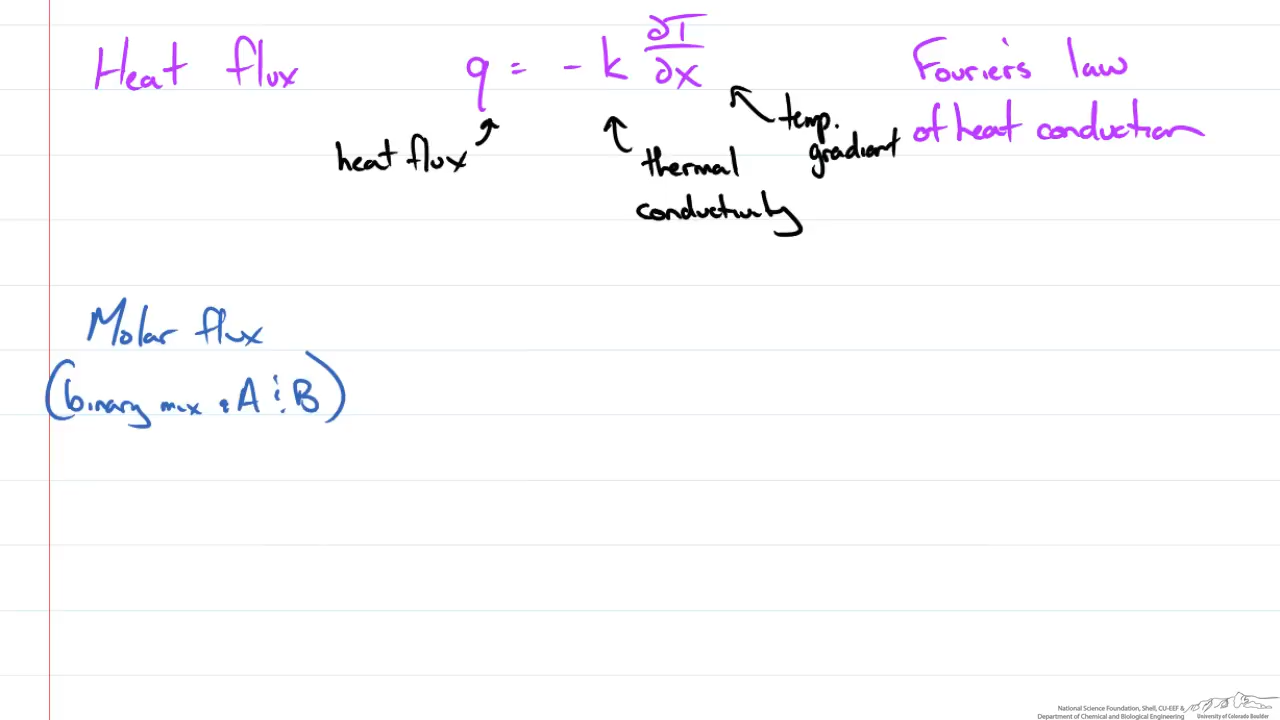 Heat flux q = - k ∂T/∂x Fourier's law
of heat conduction
heat flux
thermal
conductivity
temp.
gradiant
Molar flux
(binary mix : A & B)
National Science Foundation, Shell, CU-EEF &
Department of Chemical and Biological Engineering
University of Colorado Boulder